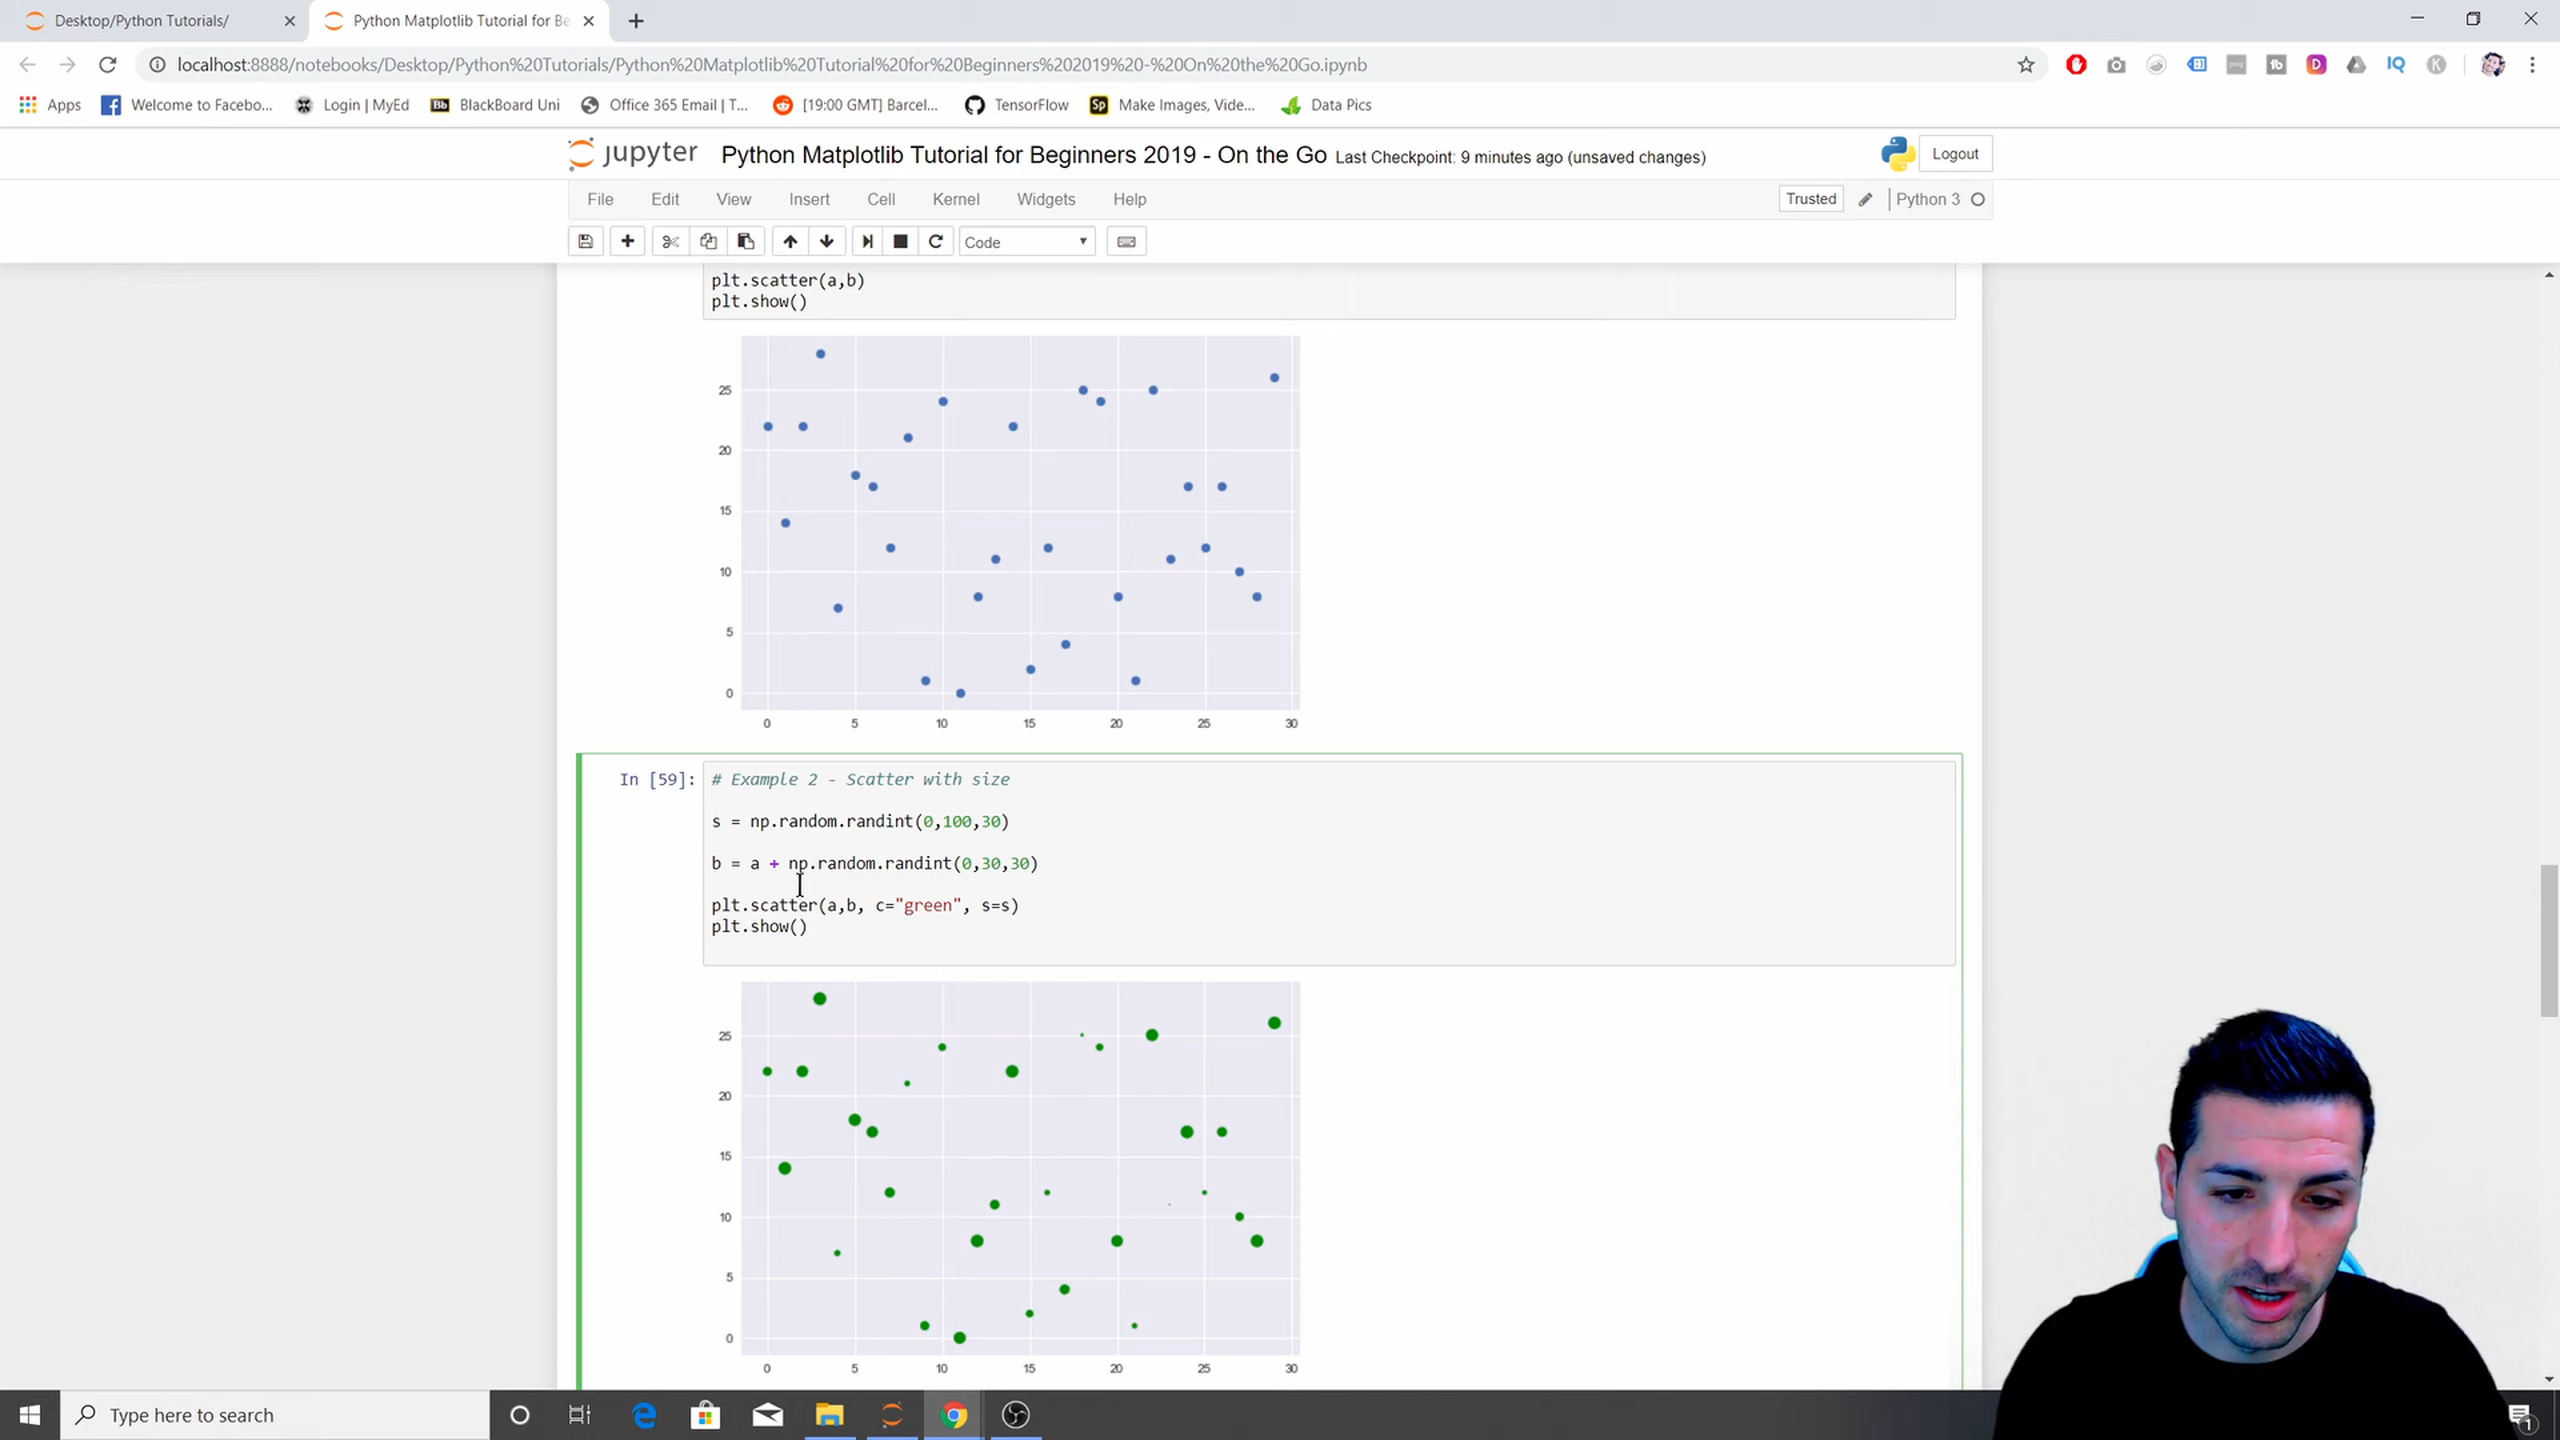 Desktop/Python Tutorials/
Python Matplotlib Tutorial for Be
localhost:8888/notebooks/Desktop/Python%20Tutorials/Python%20Matplotlib%20Tutorial%20for%20Beginners%202019%20-%20On%20the%20Go.ipynb
Apps Welcome to Facebo... Login | MyEd BlackBoard Uni Office 365 Email | T... [19:00 GMT] Barcel... TensorFlow Make Images, Vide... Data Pics
jupyter Python Matplotlib Tutorial for Beginners 2019 - On the Go Last Checkpoint: 9 minutes ago (unsaved changes) Logout
File Edit View Insert Cell Kernel Widgets Help Trusted Python 3
Code
plt.scatter(a,b)
plt.show()
25
20
15
10
5
0
0 5 10 15 20 25 30
In [59]: # Example 2 - Scatter with size
s = np.random.randint(0,100,30)
b = a + np.random.randint(0,30,30)
plt.scatter(a,b, c="green", s=s)
plt.show()
25
20
15
10
5
0
0 5 10 15 20 25 30
Type here to search
1